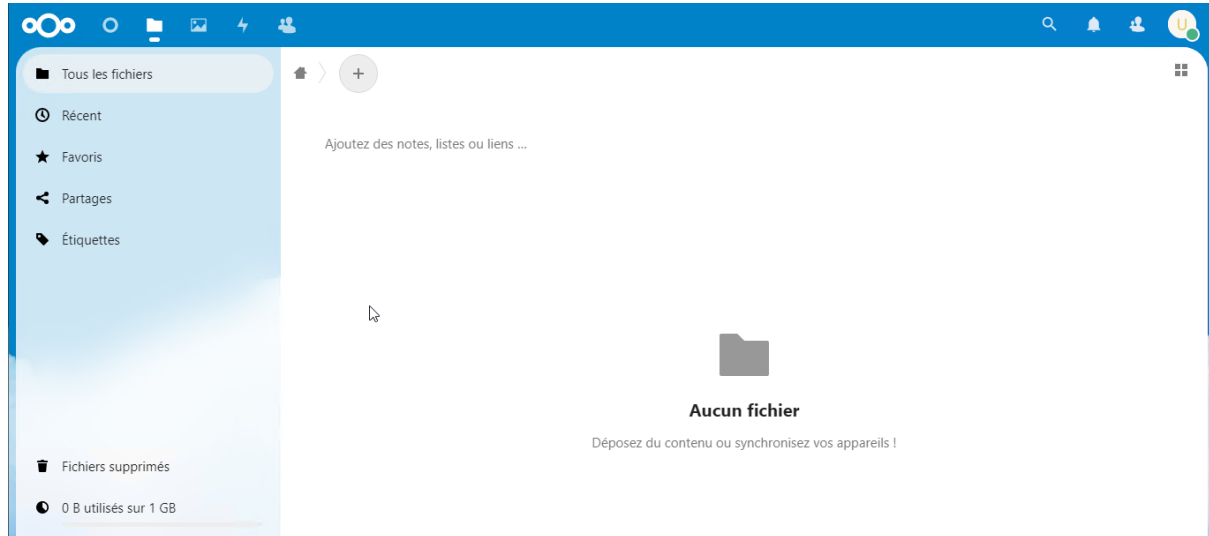 U
Tous les fichiers
Récent
Favoris
Partages
Étiquettes
Fichiers supprimés
0 B utilisés sur 1 GB
Ajoutez des notes, listes ou liens ...
Aucun fichier
Déposez du contenu ou synchronisez vos appareils !